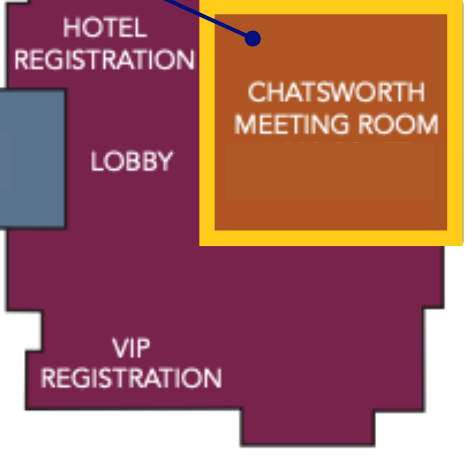 HOTEL
REGISTRATION
CHATSWORTH
MEETING ROOM
LOBBY
VIP
REGISTRATION